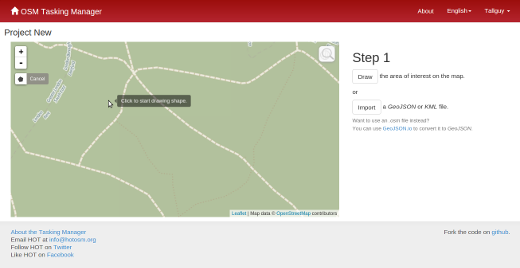 OSM Tasking Manager
About
English
Tallguy
Project New
+
-
Cancel
Click to start drawing shape.
Leaflet | Map data © OpenStreetMap contributors
Step 1
Draw the area of interest on the map.
or
Import a GeoJSON or KML file.
Want to use an .osm file instead?
You can use GeoJSON.io to convert it to GeoJSON.
About the Tasking Manager
Email HOT at info@hotosm.org
Follow HOT on Twitter
Like HOT on Facebook
Fork the code on github.